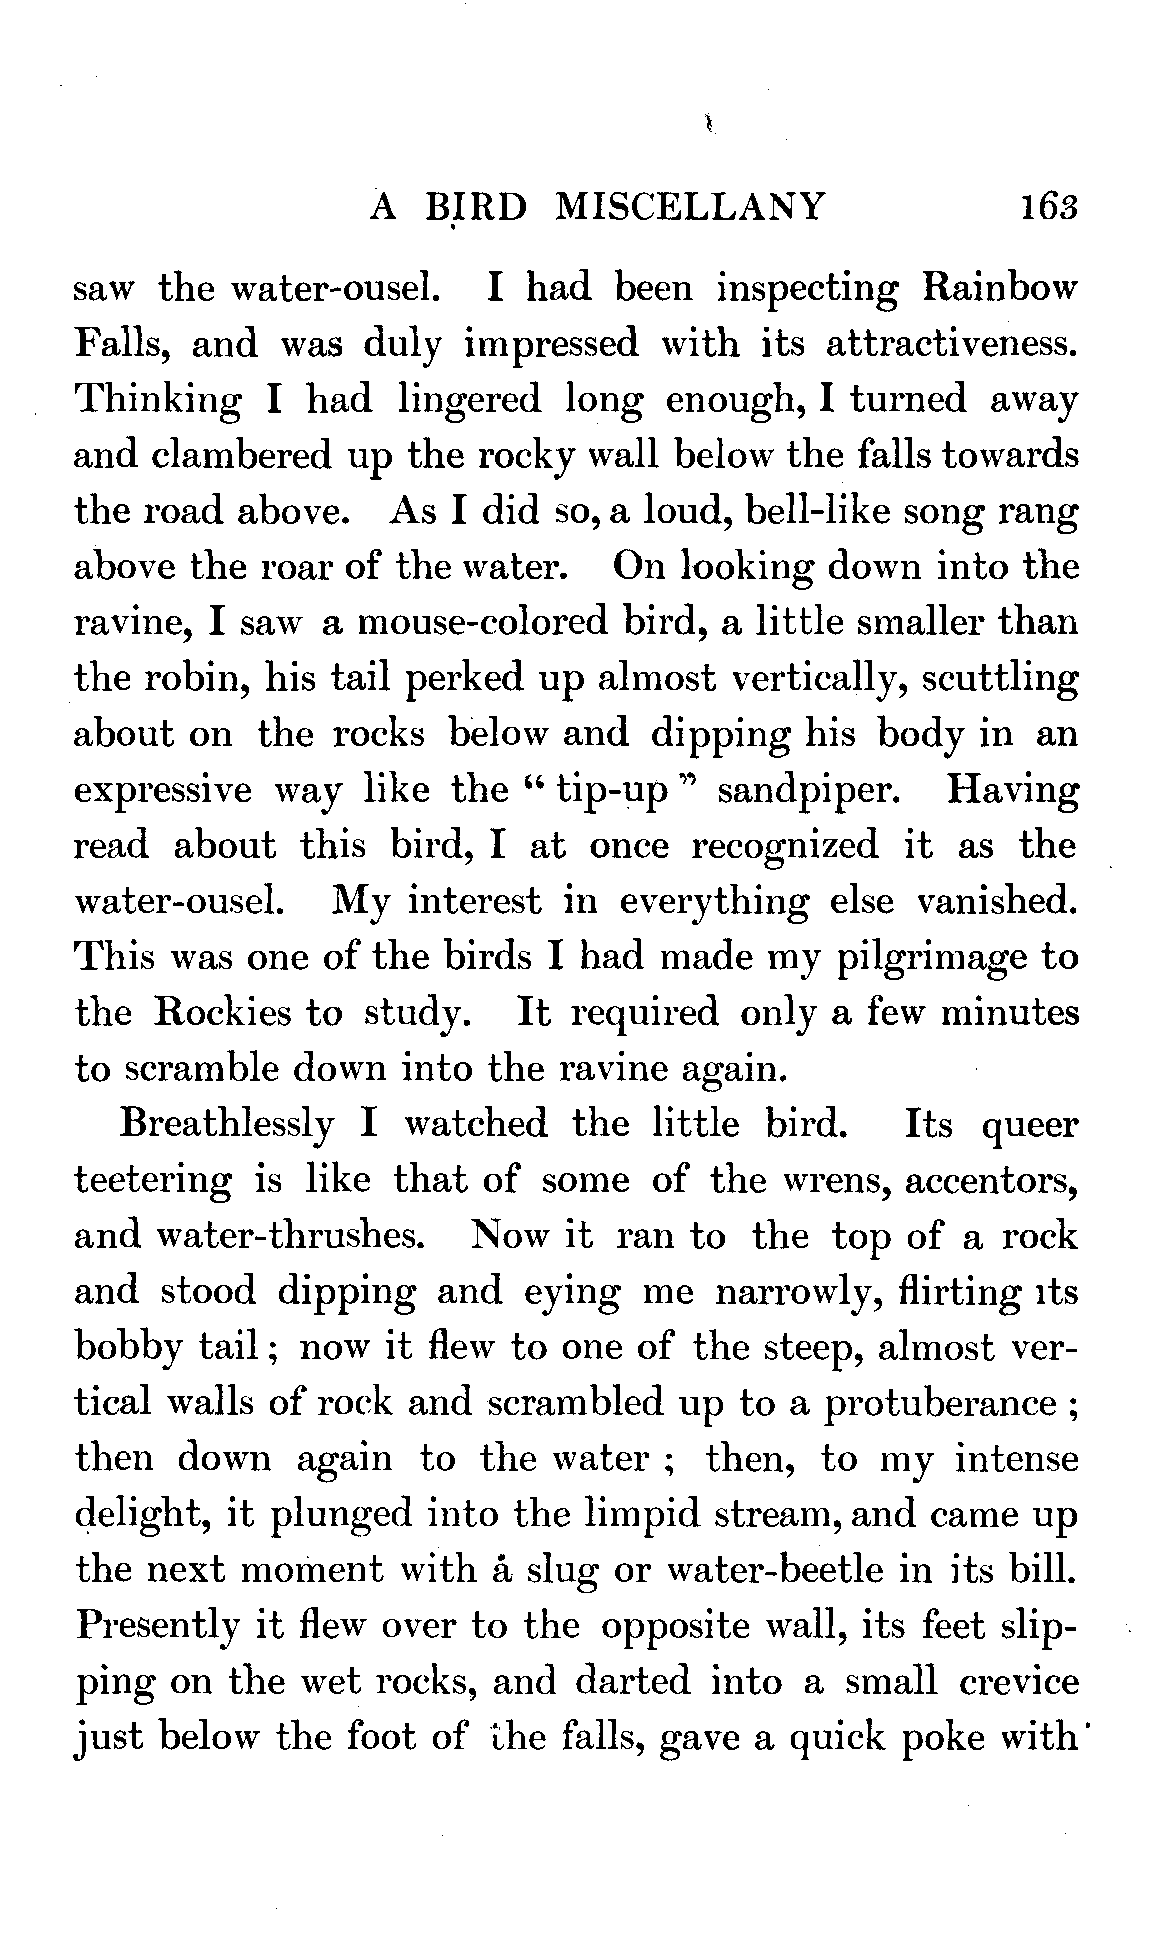 A BIRD MISCELLANY 163
saw the water-ousel. I had been inspecting Rainbow
Falls, and was duly impressed with its attractiveness.
Thinking I had lingered long enough, I turned away
and clambered up the rocky wall below the falls towards
the road above. As I did so, a loud, bell-like song rang
above the roar of the water. On looking down into the
ravine, I saw a mouse-colored bird, a little smaller than
the robin, his tail perked up almost vertically, scuttling
about on the rocks below and dipping his body in an
expressive way like the “ tip-up ” sandpiper. Having
read about this bird, I at once recognized it as the
water-ousel. My interest in everything else vanished.
This was one of the birds I had made my pilgrimage to
the Rockies to study. It required only a few minutes
to scramble down into the ravine again.
Breathlessly I watched the little bird. Its queer
teetering is like that of some of the wrens, accentors,
and water-thrushes. Now it ran to the top of a rock
and stood dipping and eying me narrowly, flirting its
bobby tail ; now it flew to one of the steep, almost ver-
tical walls of rock and scrambled up to a protuberance ;
then down again to the water ; then, to my intense
delight, it plunged into the limpid stream, and came up
the next moment with a slug or water-beetle in its bill.
Presently it flew over to the opposite wall, its feet slip-
ping on the wet rocks, and darted into a small crevice
just below the foot of the falls, gave a quick poke with